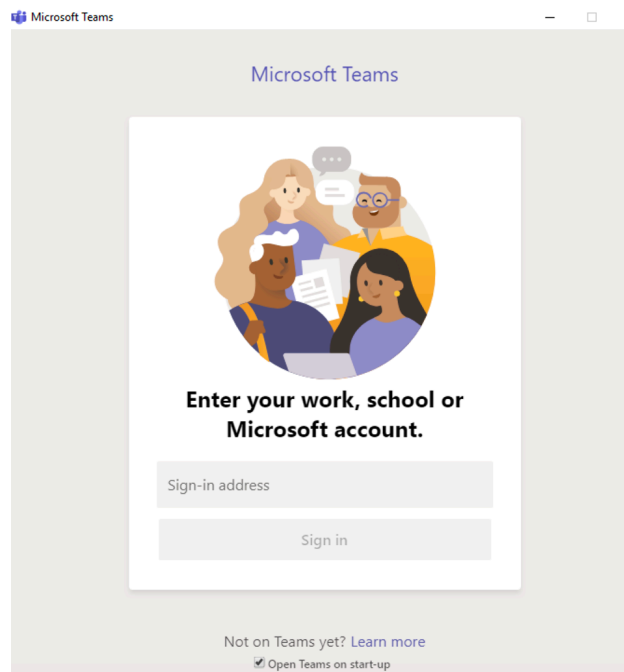 Microsoft Teams
Microsoft Teams
Enter your work, school or
Microsoft account.
Sign-in address
Sign in
Not on Teams yet? Learn more
Open Teams on start-up